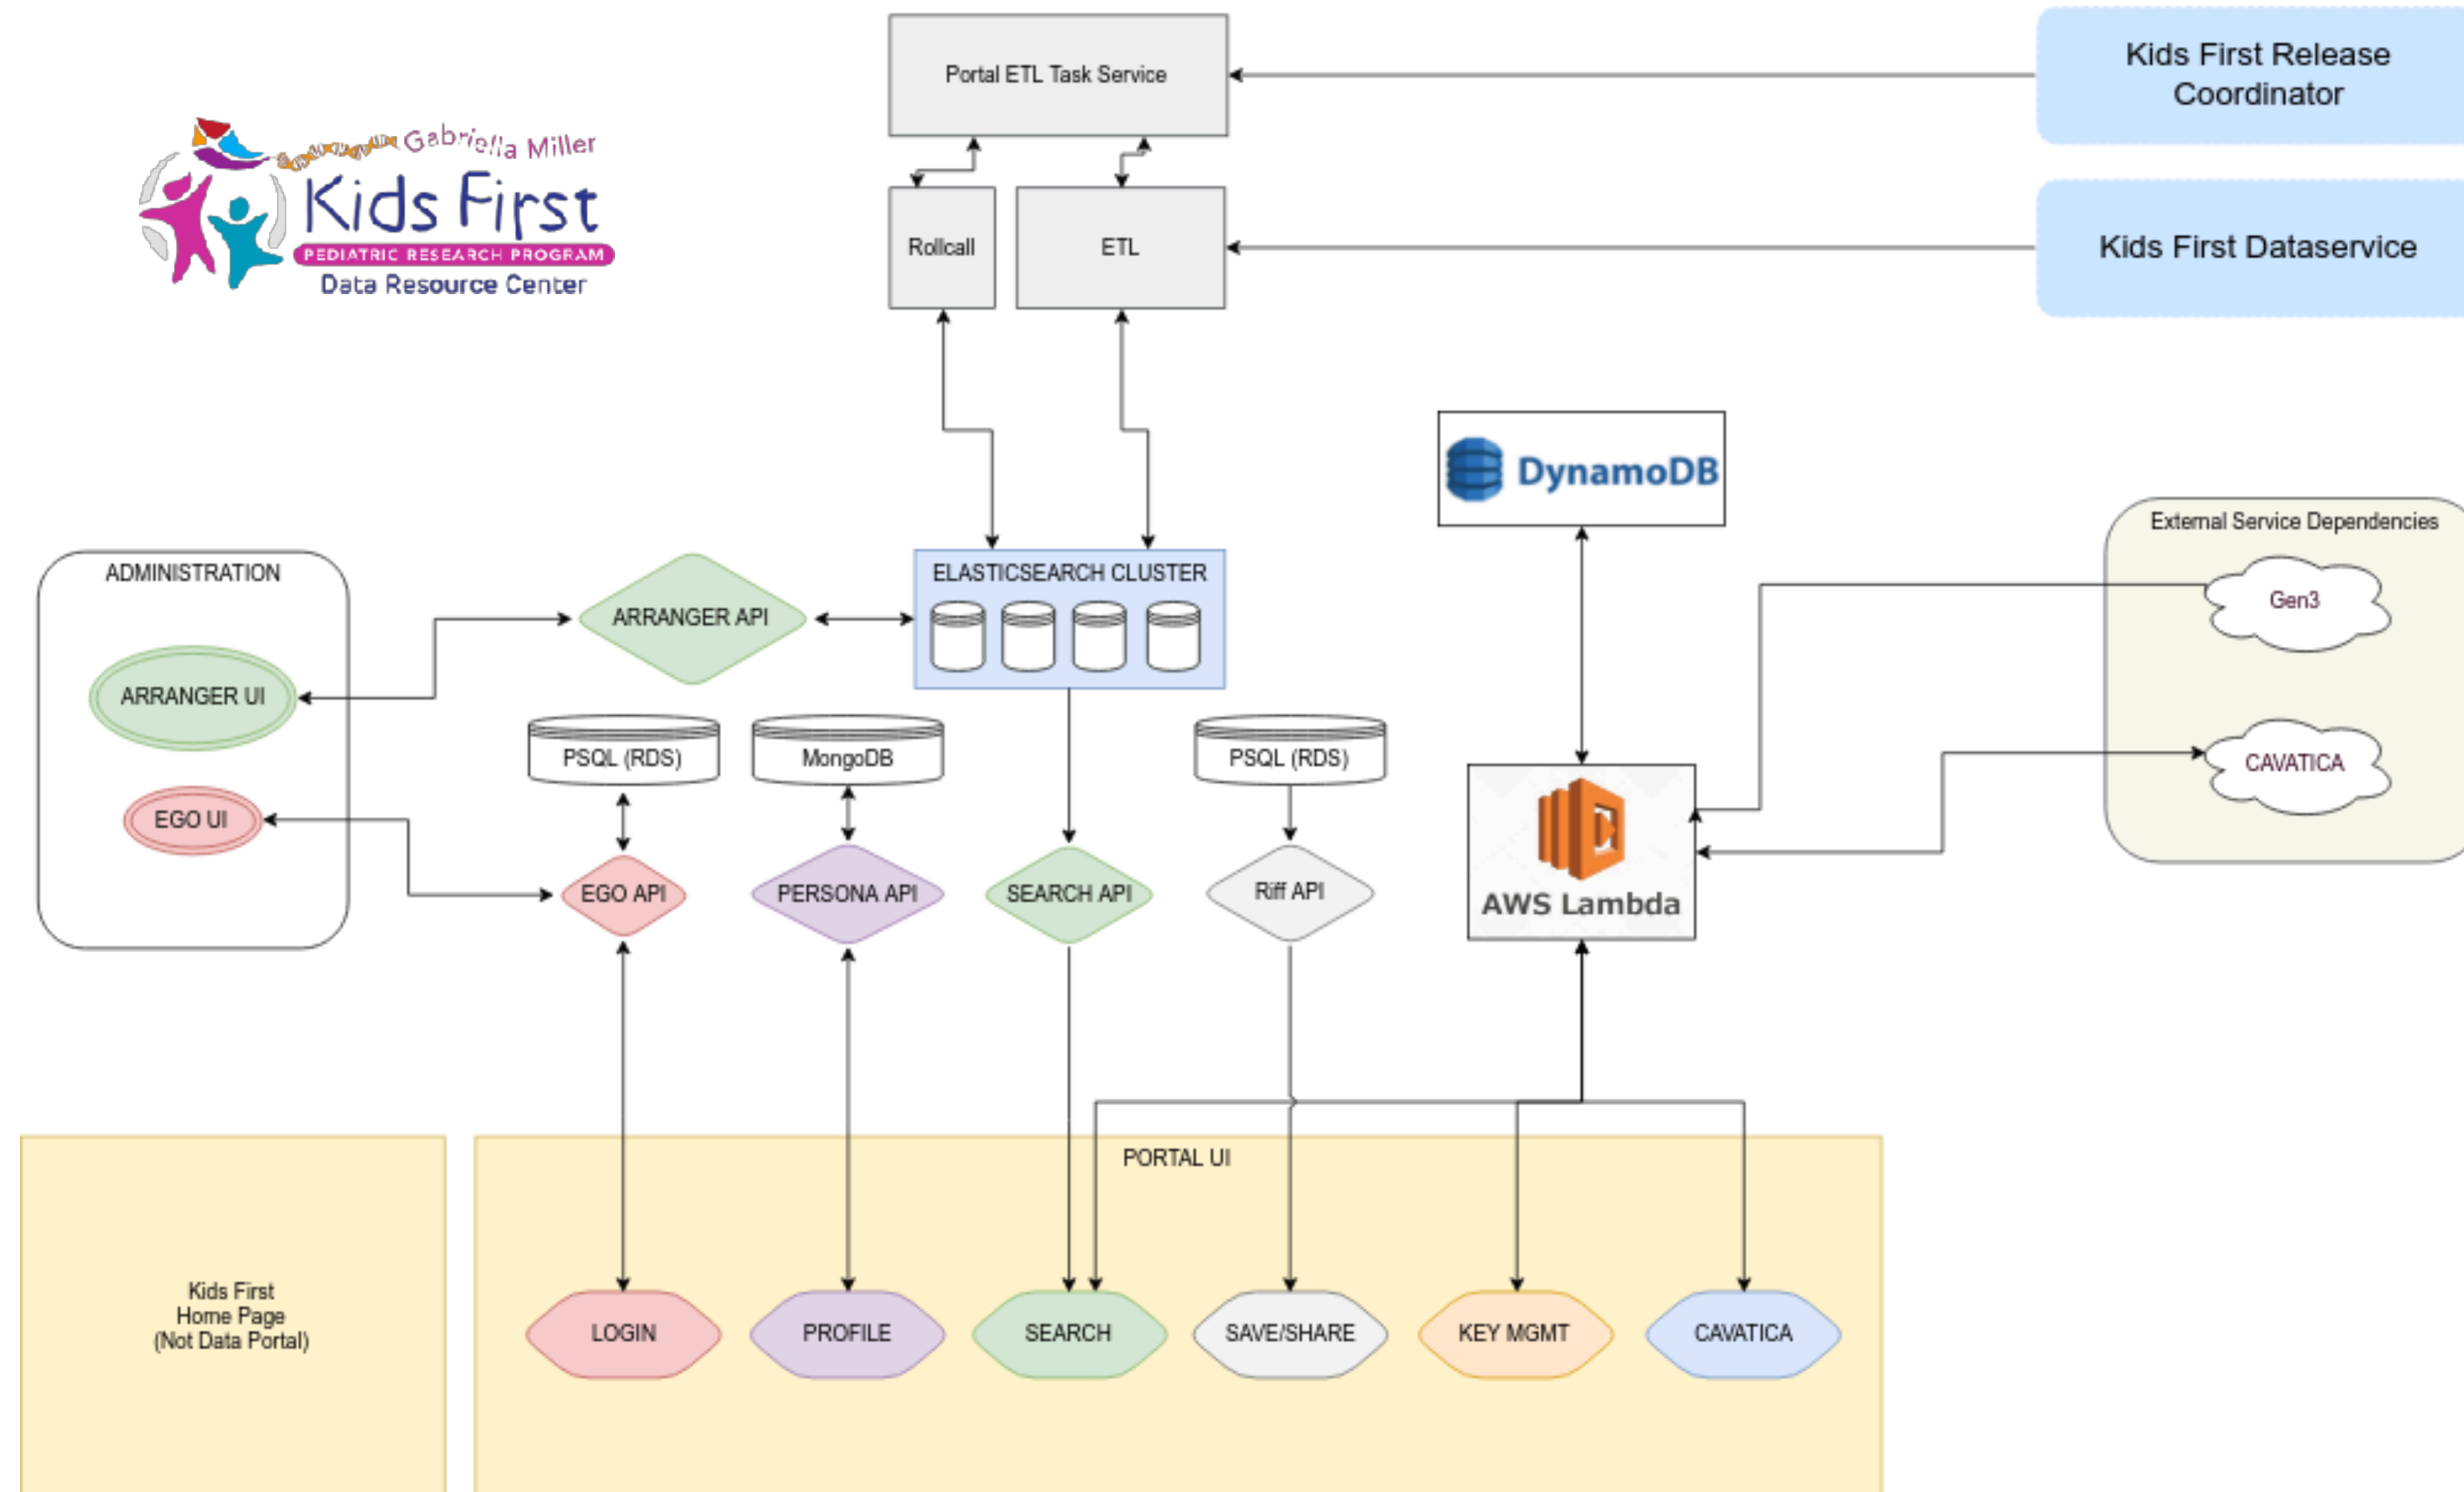 Portal ETL Task Service
Kids First Release
Coordinator
Gabriella Miller
Kids First
PEDIATRIC RESEARCH PROGRAM
Data Resource Center
Rollcall
ETL
Kids First Dataservice
DynamoDB
External Service Dependencies
ADMINISTRATION
ELASTICSEARCH CLUSTER
Gen3
ARRANGER API
ARRANGER UI
PSQL (RDS)
MongoDB
PSQL (RDS)
CAVATICA
EGO UI
EGO API
PERSONA API
SEARCH API
Riff API
AWS Lambda
PORTAL UI
Kids First
Home Page
(Not Data Portal)
LOGIN
PROFILE
SEARCH
SAVE/SHARE
KEY MGMT
CAVATICA